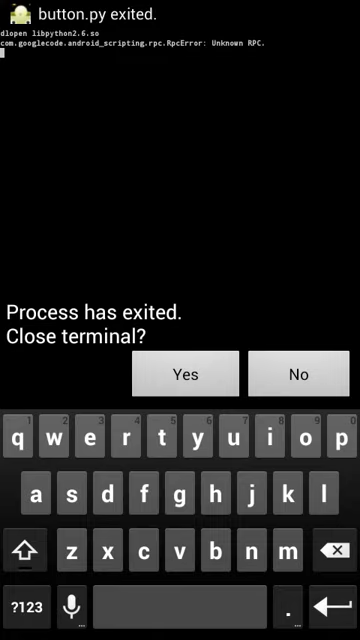 button.py exited.
dlopen libpython2.6.so
com.googlecode.android_scripting.rpc.RpcError: Unknown RPC.
Process has exited.
Close terminal?
Yes No
1 2 3 4 5 6 7 8 9 0
q w e r t y u i o p
a s d f g h j k l
z x c v b n m
?123 ... . ...